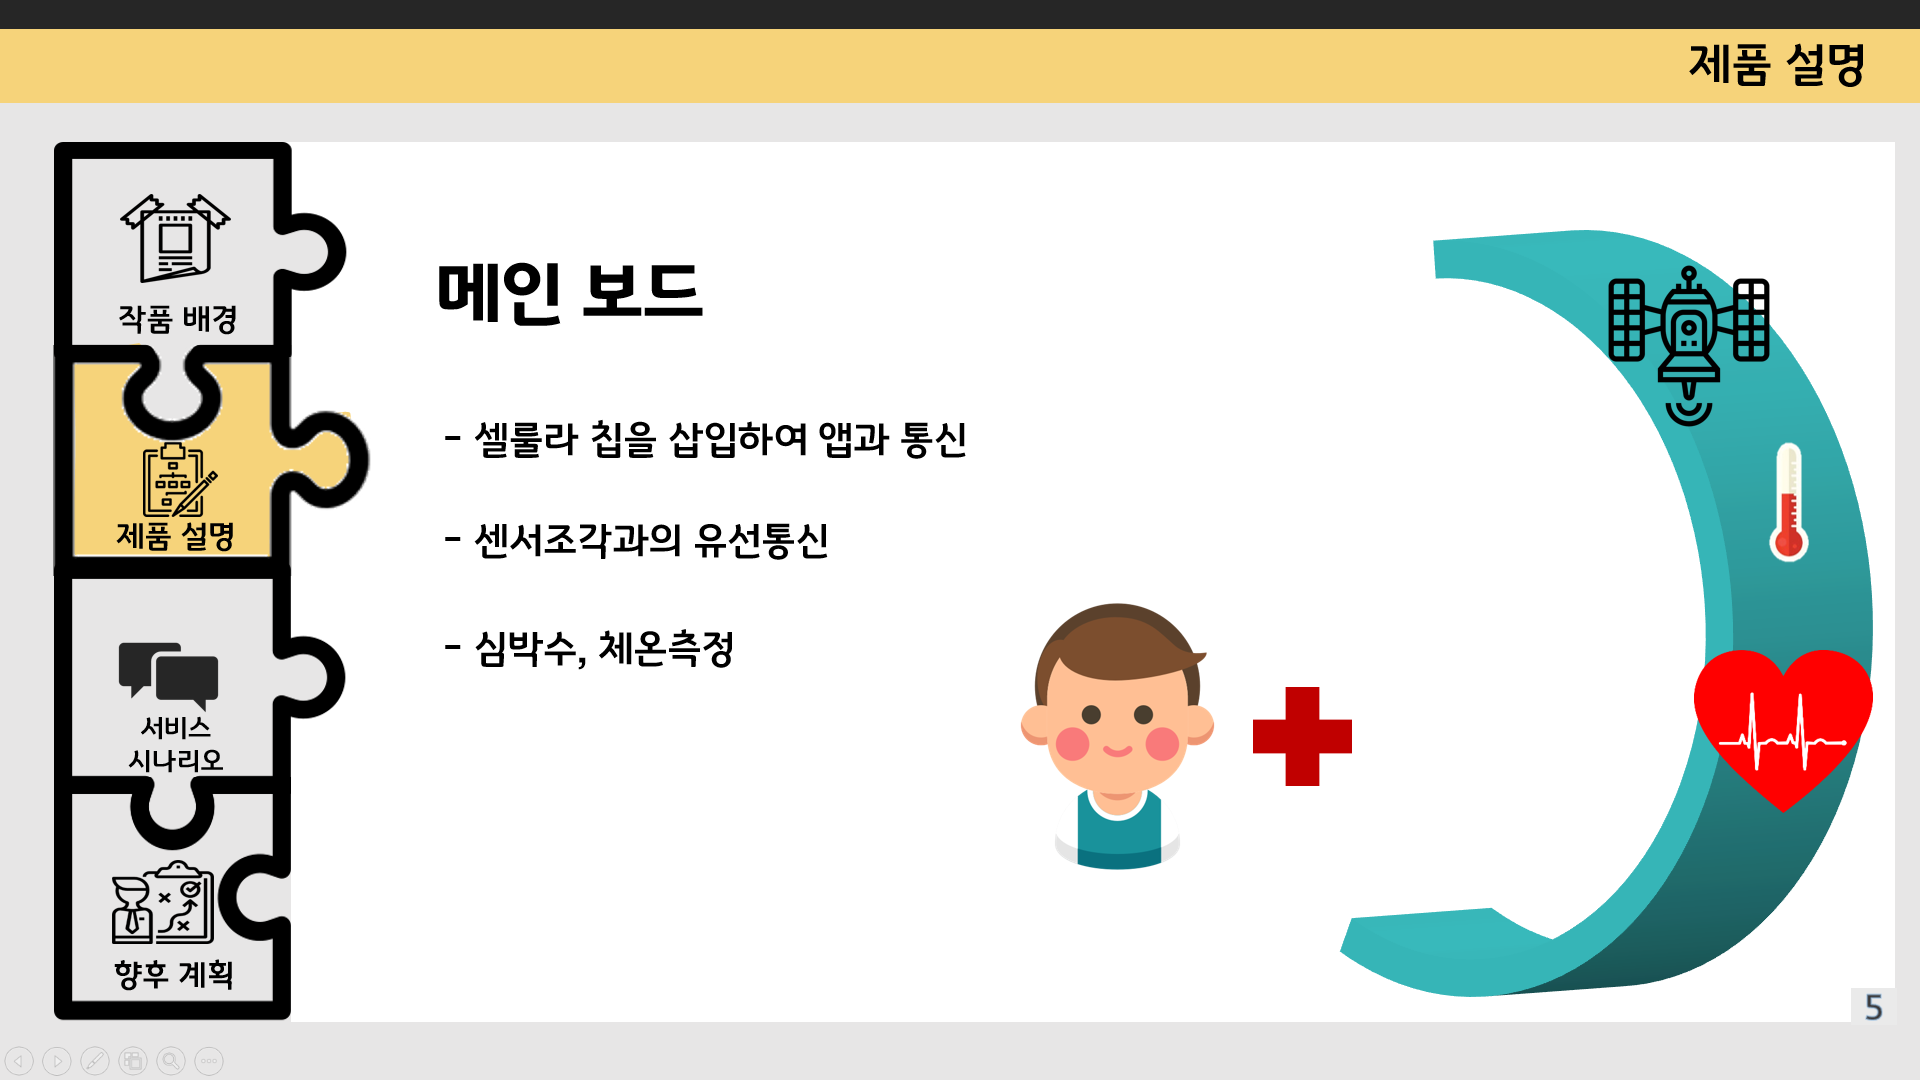 제품 설명
작품 배경
제품 설명
서비스
시나리오
향후 계획
메인 보드
- 셀룰라 칩을 삽입하여 앱과 통신
- 센서조각과의 유선통신
- 심박수, 체온측정
5